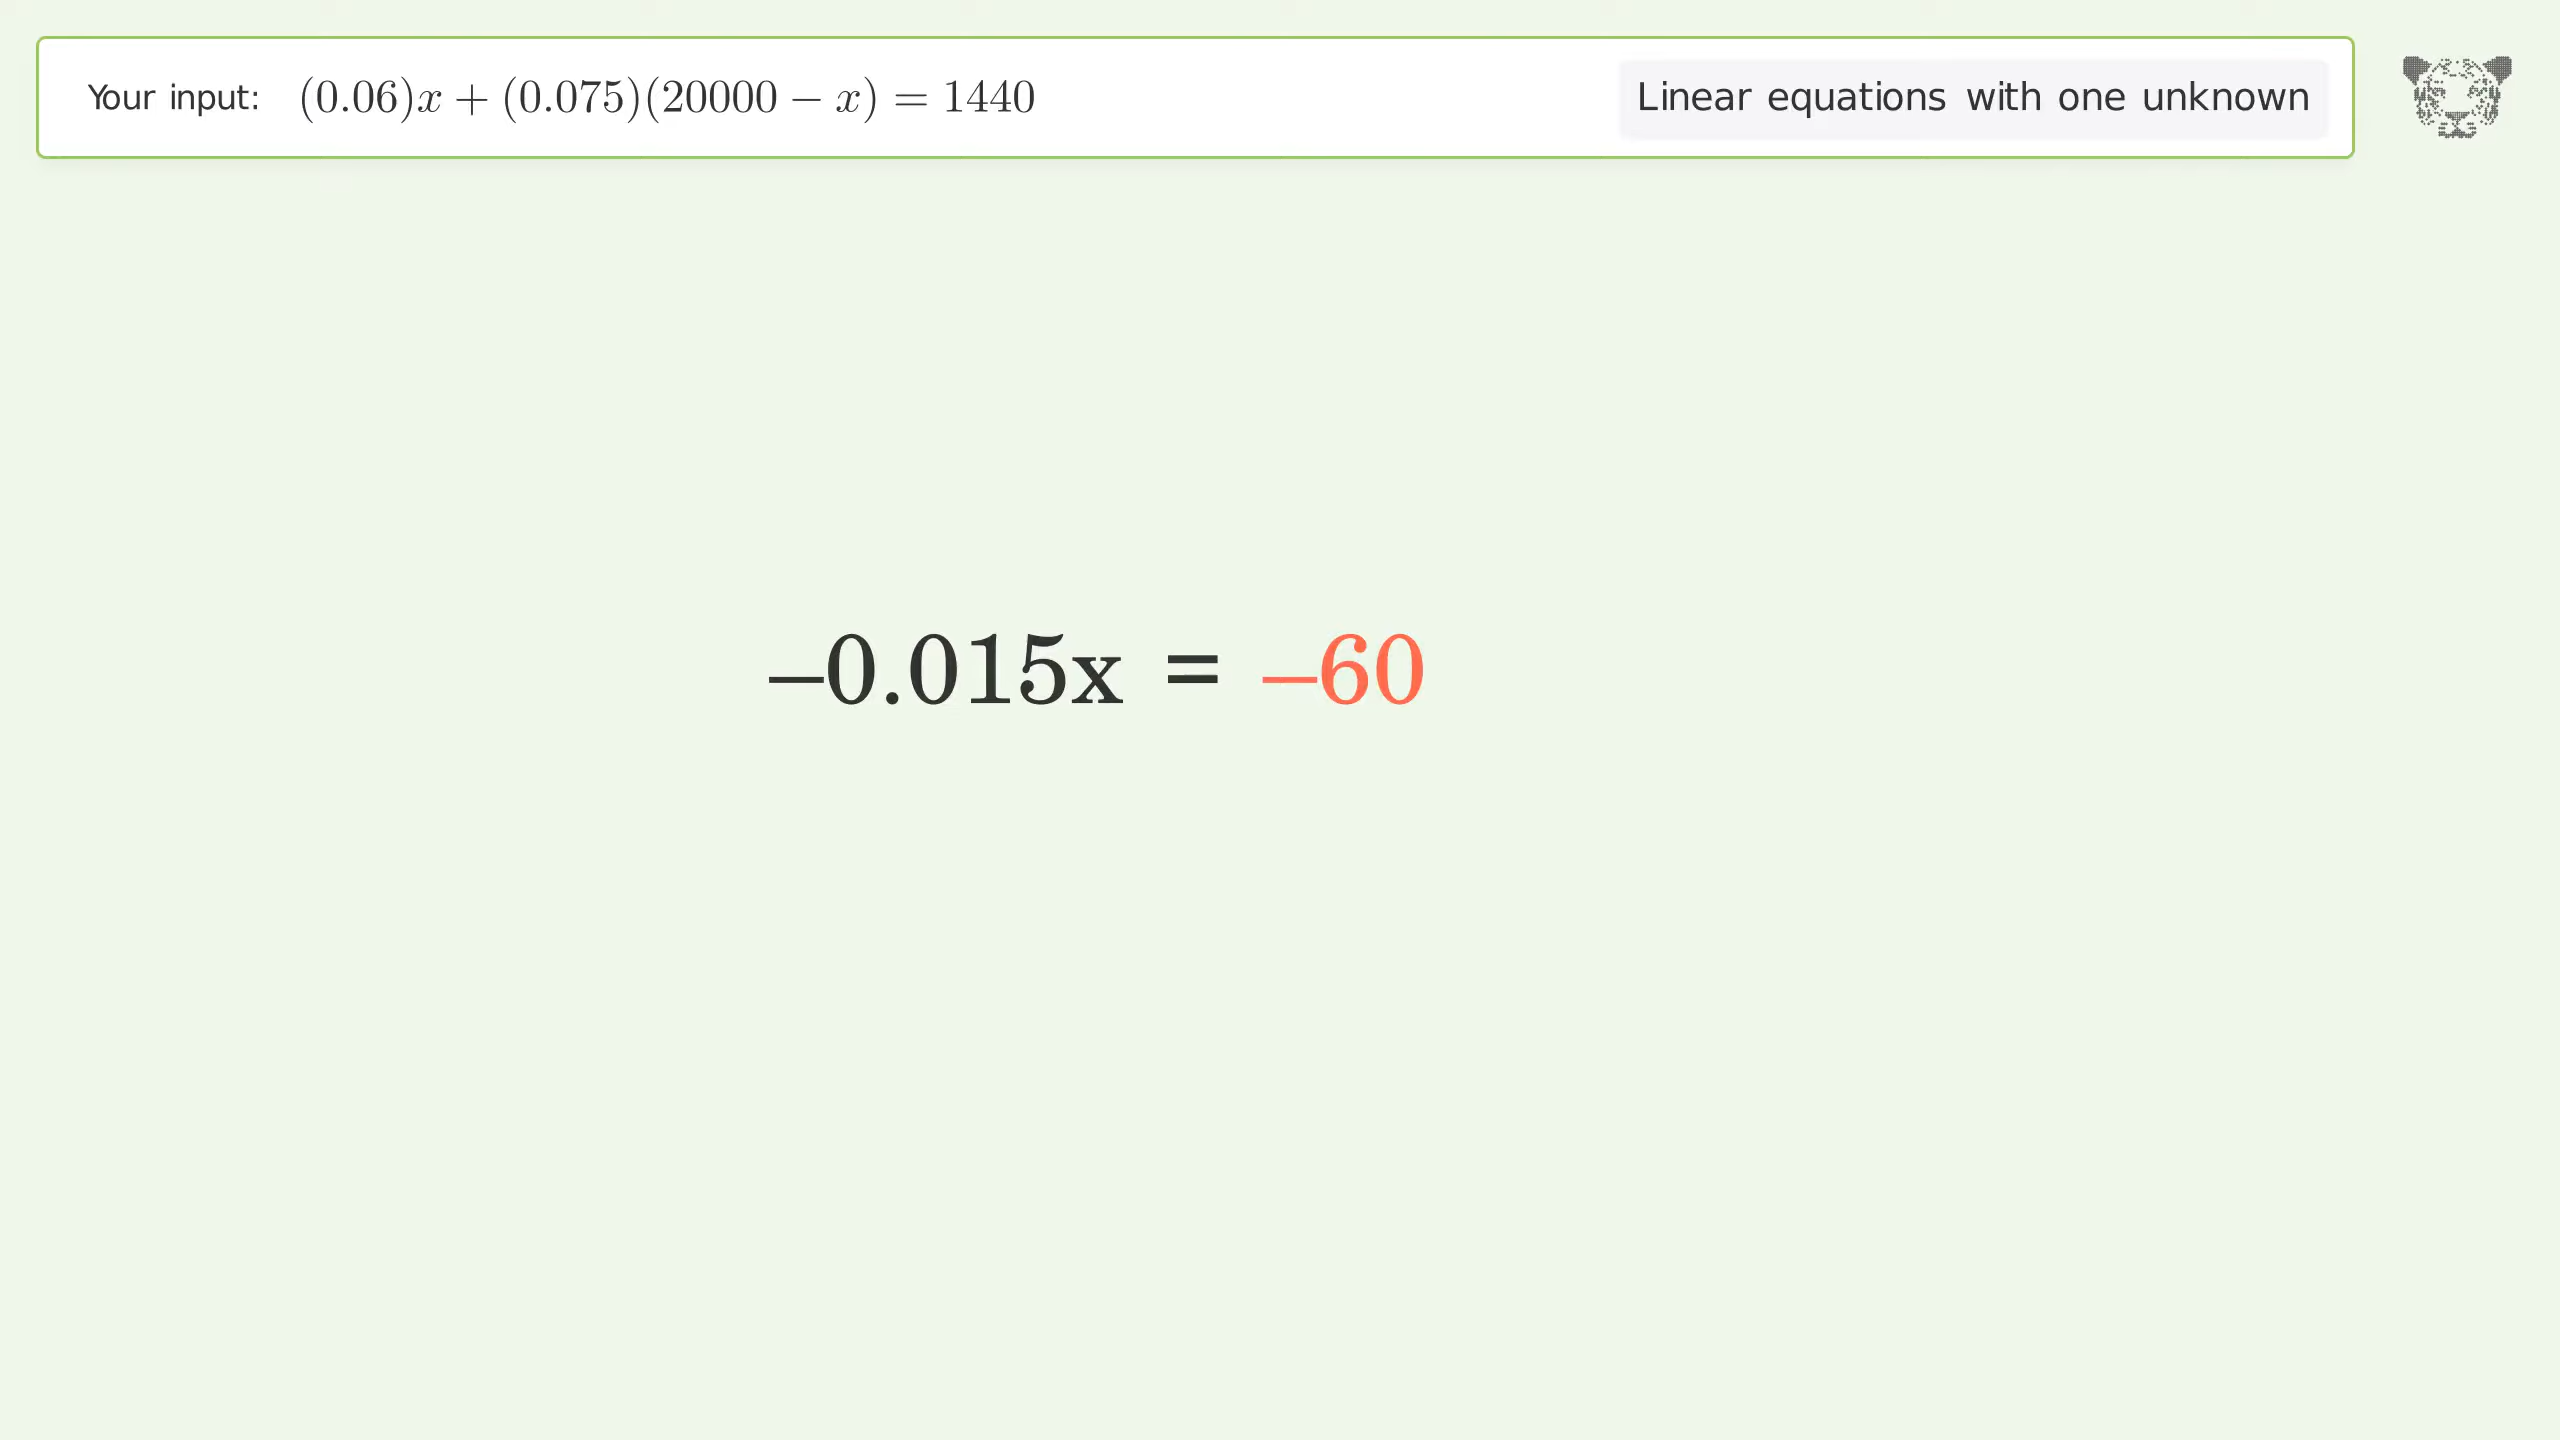 Your input: (0.06)x + (0.075)(20000 − x) = 1440
Linear equations with one unknown
−0.015x = −60